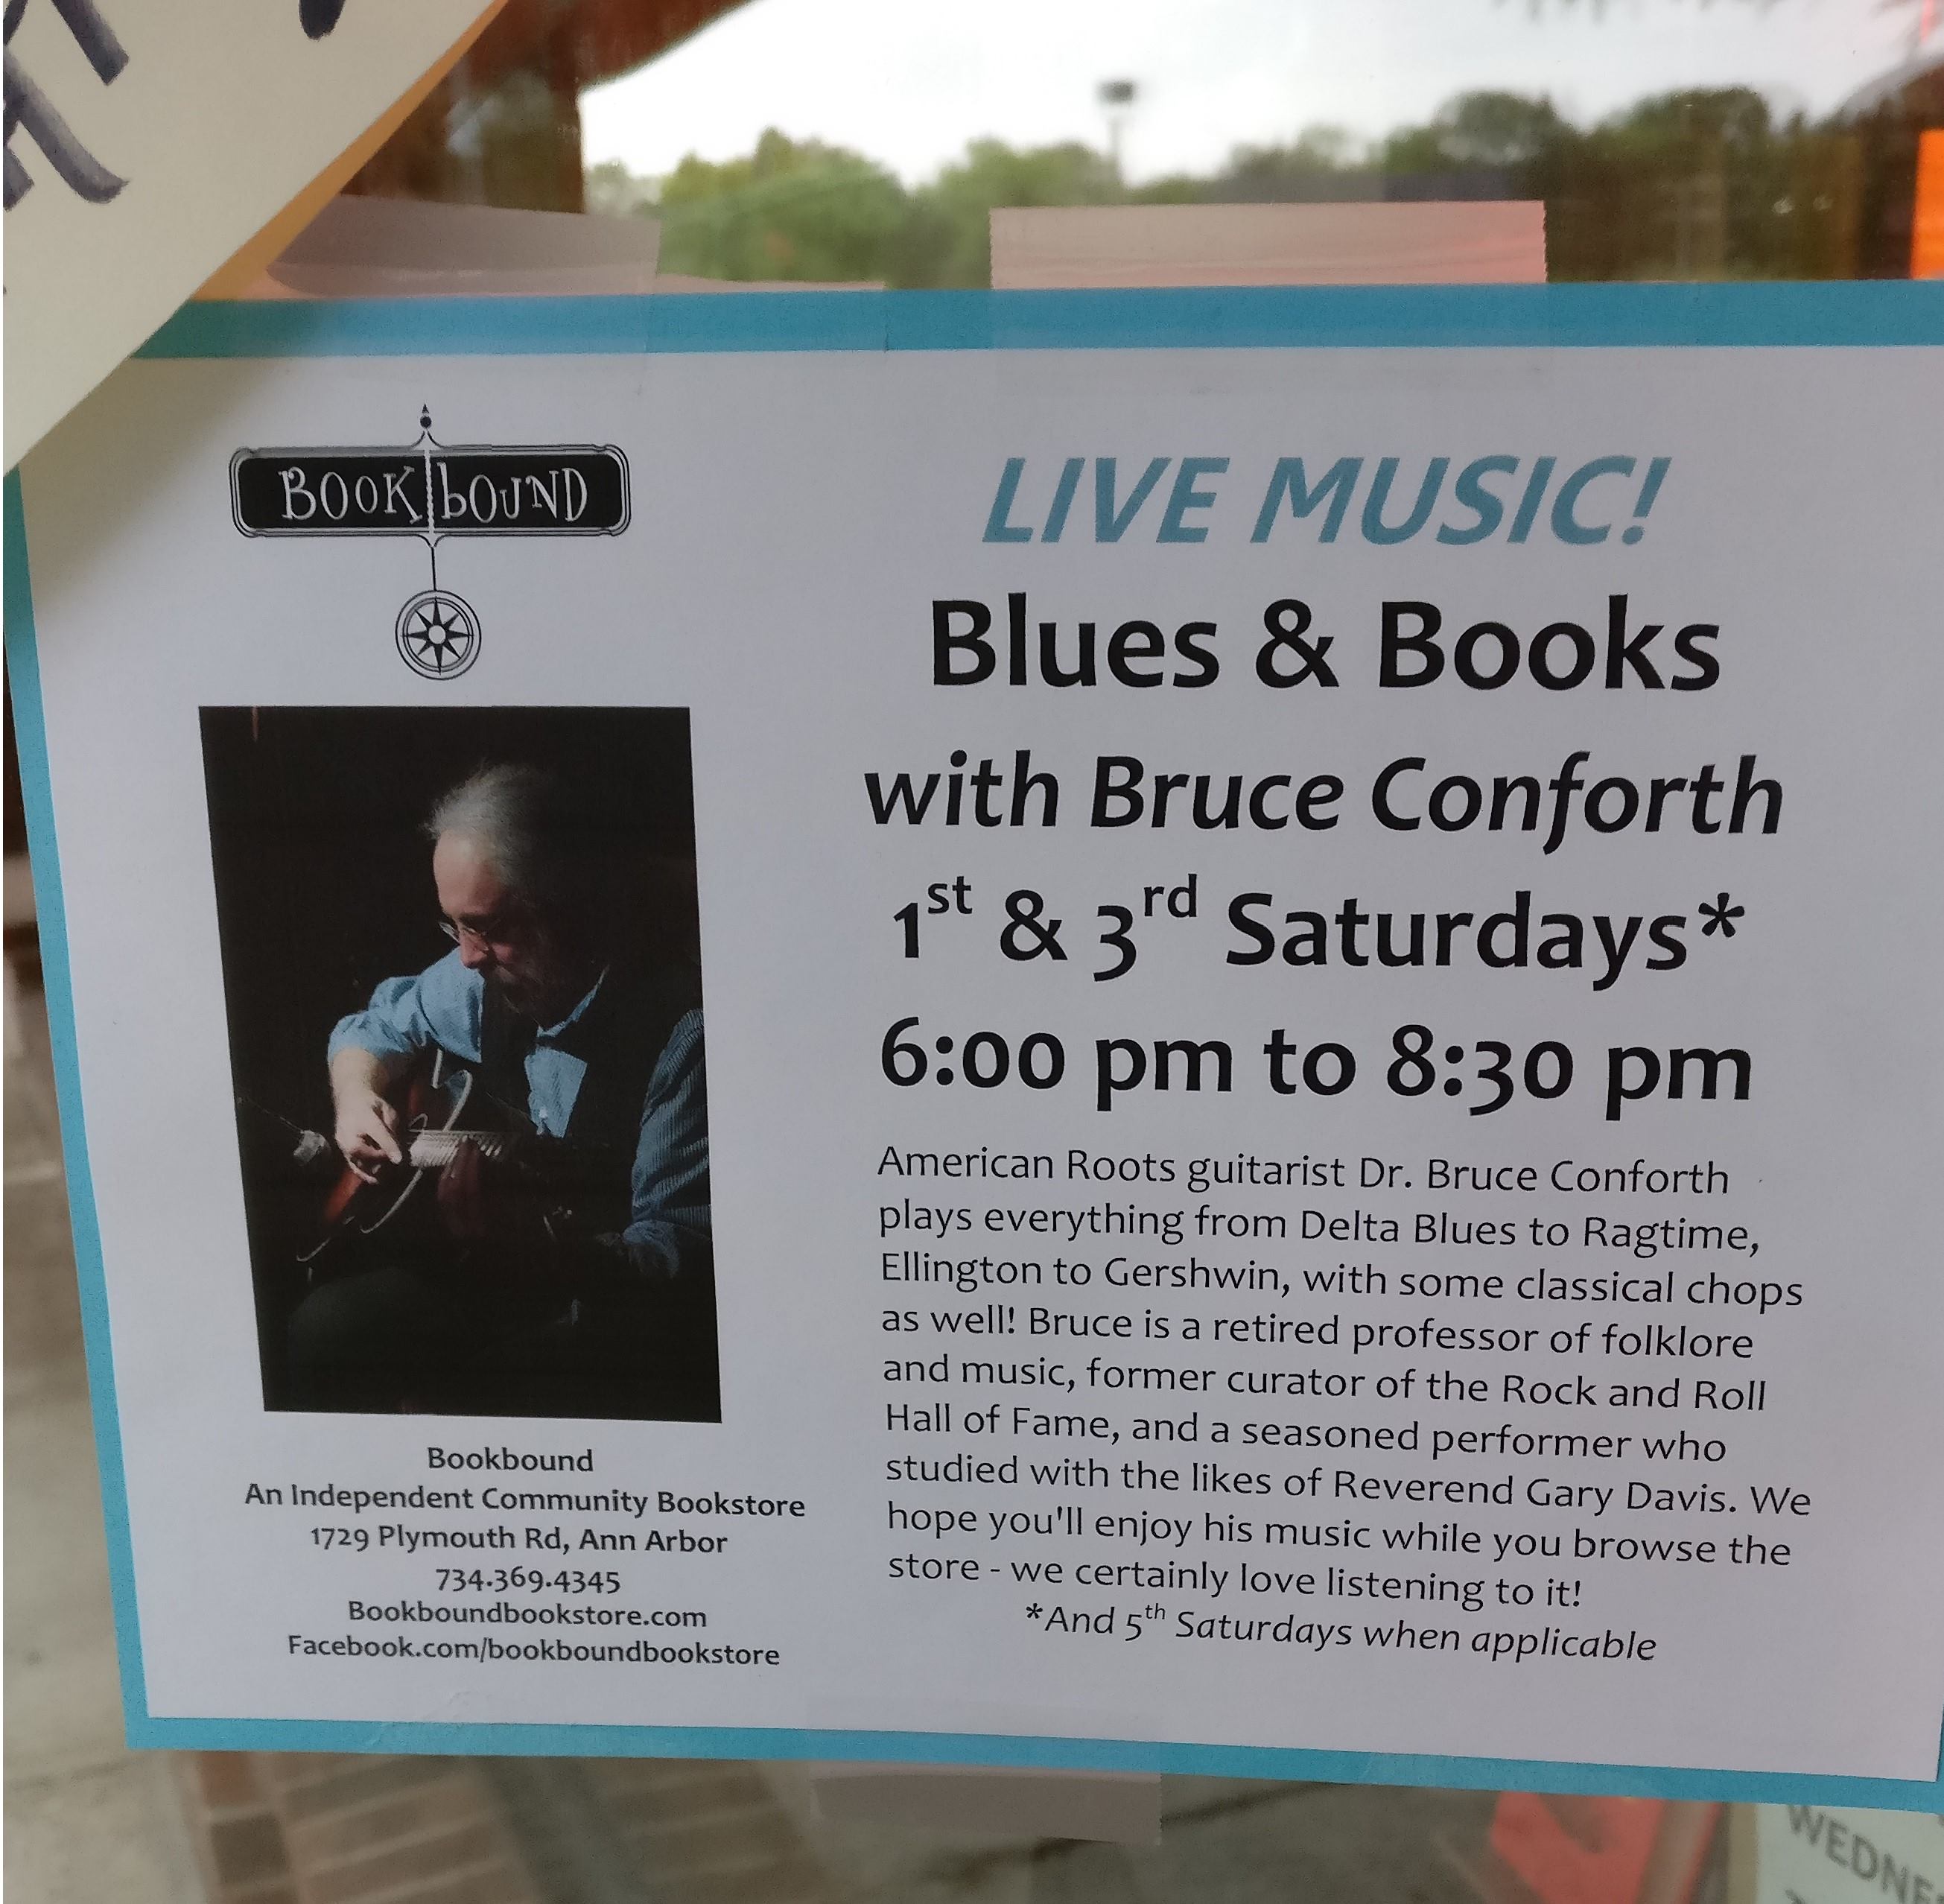 BOOKbOUND
LIVE MUSIC!
Blues & Books
with Bruce Conforth
1st & 3rd Saturdays*
6:00 pm to 8:30 pm
American Roots guitarist Dr. Bruce Conforth
plays everything from Delta Blues to Ragtime,
Ellington to Gershwin, with some classical chops
as well! Bruce is a retired professor of folklore
and music, former curator of the Rock and Roll
Hall of Fame, and a seasoned performer who
studied with the likes of Reverend Gary Davis. We
hope you'll enjoy his music while you browse the
store - we certainly love listening to it!
*And 5th Saturdays when applicable
Bookbound
An Independent Community Bookstore
1729 Plymouth Rd, Ann Arbor
734.369.4345
Bookboundbookstore.com
Facebook.com/bookboundbookstore
WEDNE